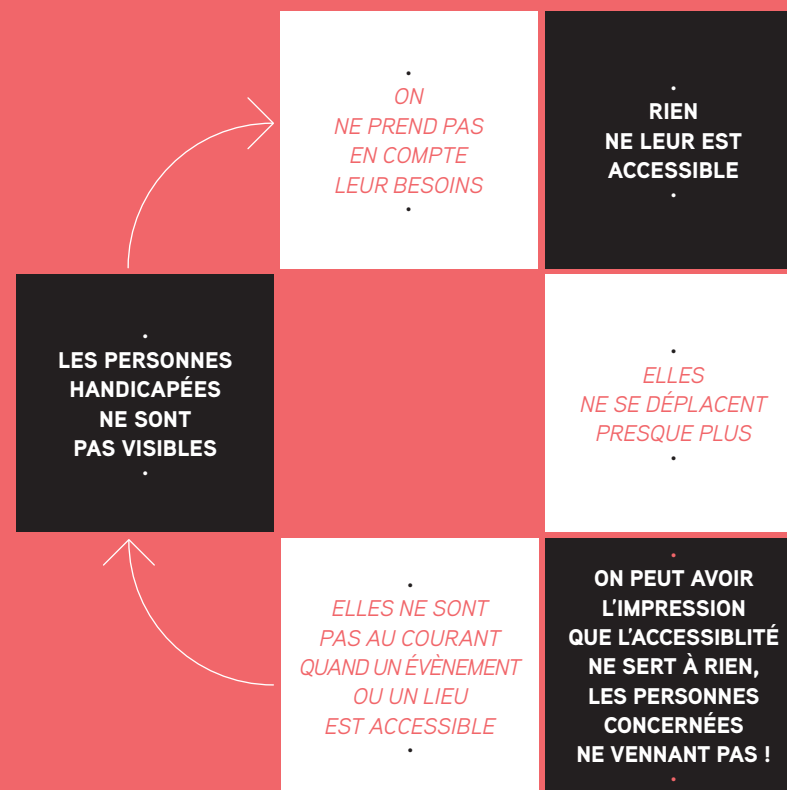 ON
NE PREND PAS
EN COMPTE
LEUR BESOINS
RIEN
NE LEUR EST
ACCESSIBLE
LES PERSONNES
HANDICAPÉES
NE SONT
PAS VISIBLES
ELLES
NE SE DÉPLACENT
PRESQUE PLUS
ELLES NE SONT
PAS AU COURANT
QUAND UN ÉVÈNEMENT
OU UN LIEU
EST ACCESSIBLE
ON PEUT AVOIR
L'IMPRESSION
QUE L'ACCESSIBLITÉ
NE SERT À RIEN,
LES PERSONNES
CONCERNÉES
NE VENNANT PAS !